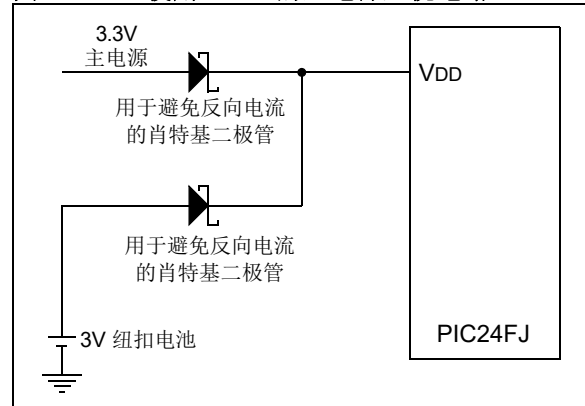 3.3V
主电源
VDD
用于避免反向电流
的肖特基二极管
用于避免反向电流
的肖特基二极管
3V 纽扣电池
PIC24FJ